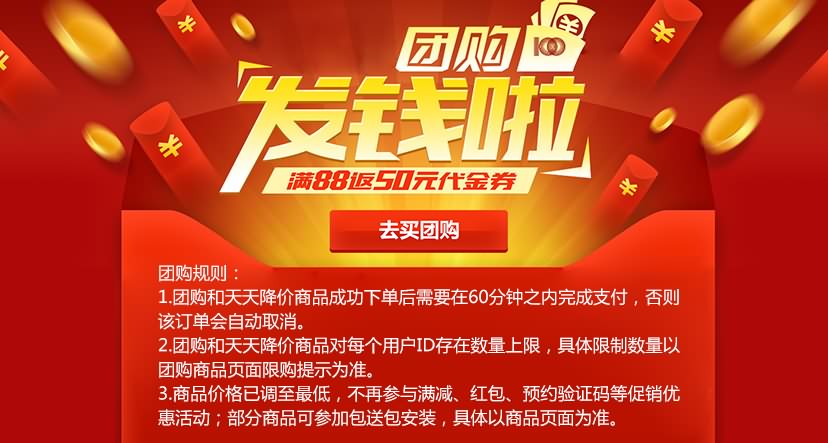 团购
100
发钱啦
满88返50元代金券
去买团购
团购规则：
1.团购和天天降价商品成功下单后需要在60分钟之内完成支付，否则
该订单会自动取消。
2.团购和天天降价商品对每个用户ID存在数量上限，具体限制数量以
团购商品页面限购提示为准。
3.商品价格已调至最低，不再参与满减、红包、预约验证码等促销优
惠活动；部分商品可参加包送包安装，具体以商品页面为准。